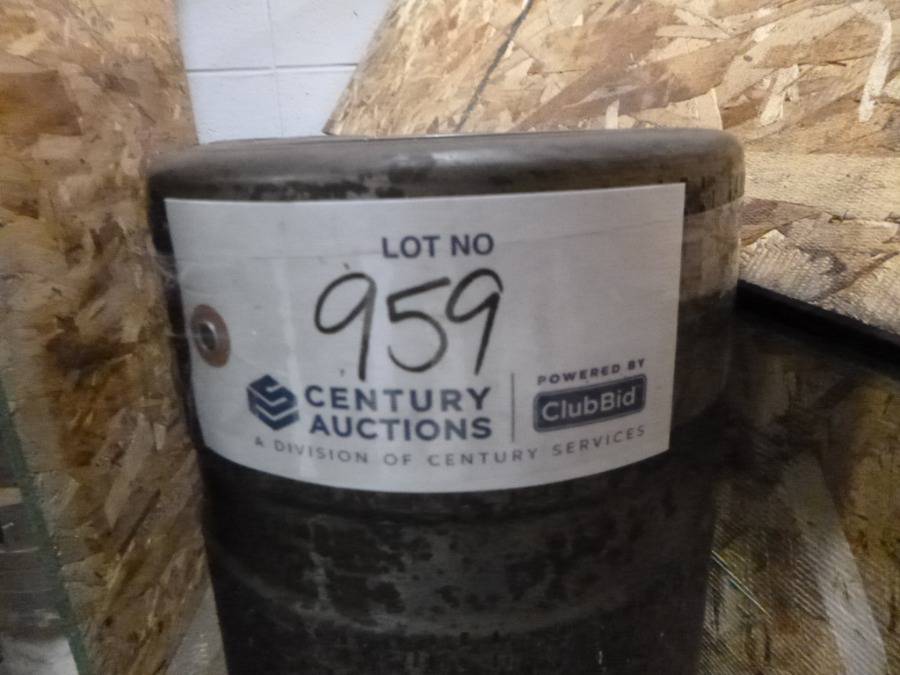 LOT NO
959
CENTURY
AUCTIONS
POWERED BY
ClubBid
A DIVISION OF CENTURY SERVICES